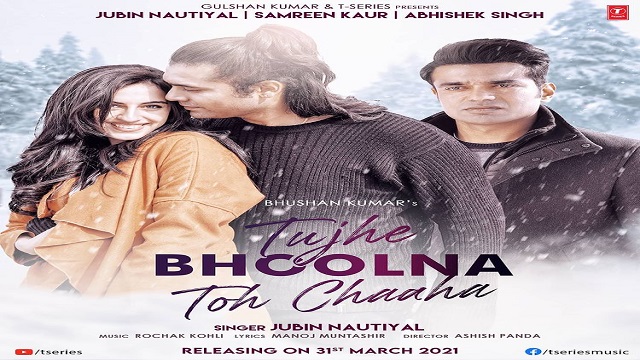 GULSHAN KUMAR & T-SERIES PRESENTS
JUBIN NAUTIYAL | SAMREEN KAUR | ABHISHEK SINGH
T SERIES
BHUSHAN KUMAR's
Tujhe
BHOOLNA
Toh Chaaha
SINGER JUBIN NAUTIYAL
MUSIC ROCHAK KOHLI LYRICS MANOJ MUNTASHIR DIRECTOR ASHISH PANDA
/tseries RELEASING ON 31ST MARCH 2021 /tseriesmusic